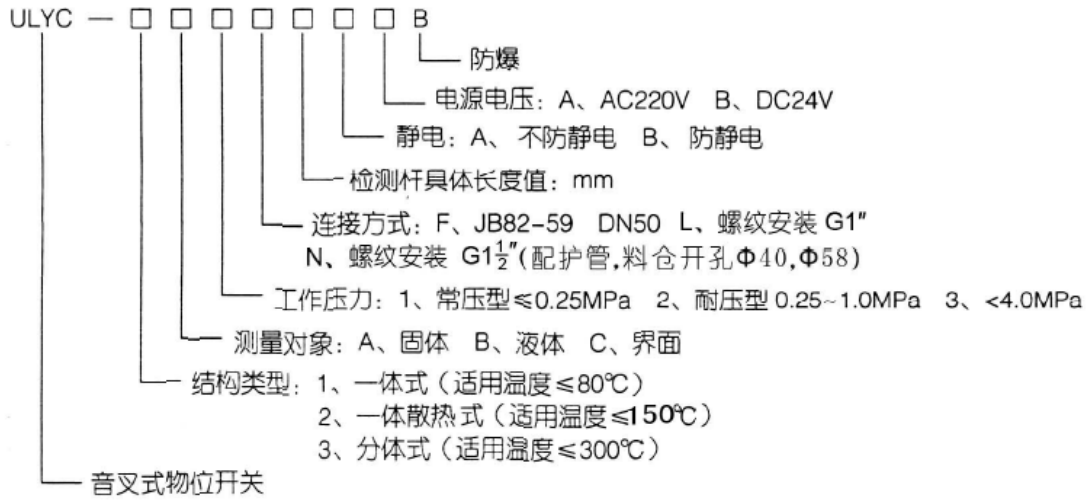 ULYC — □ □ □ □ □ □ □ B
防爆
电源电压：A、AC220V B、DC24V
静电：A、不防静电 B、防静电
检测杆具体长度值：mm
连接方式：F、JB82-59 DN50 L、螺纹安装 G1″
N、螺纹安装 G1½″(配护管,料仓开孔Φ40,Φ58)
工作压力：1、常压型≤0.25MPa 2、耐压型 0.25~1.0MPa 3、<4.0MPa
测量对象：A、固体 B、液体 C、界面
结构类型：1、一体式（适用温度≤80℃）
2、一体散热式（适用温度≤150℃）
3、分体式（适用温度≤300℃）
音叉式物位开关